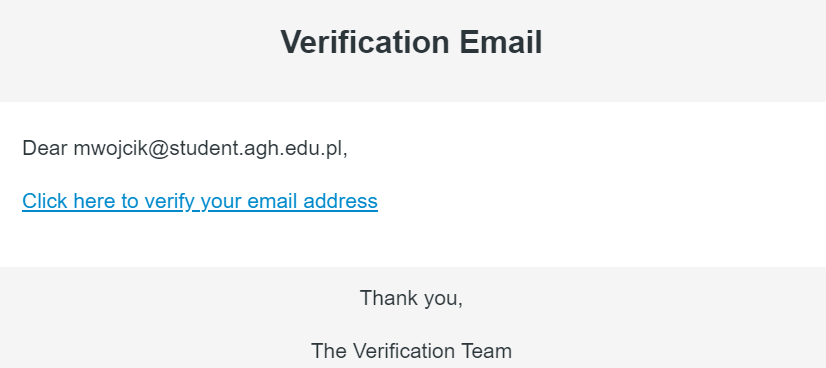 Verification Email
Dear mwojcik@student.agh.edu.pl,
Click here to verify your email address
Thank you,
The Verification Team